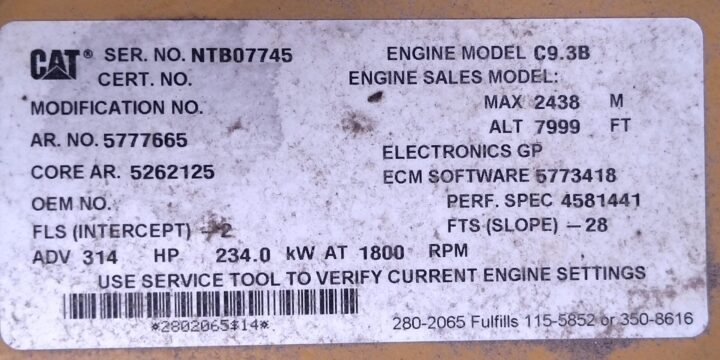 CAT® SER. NO. NTB07745 ENGINE MODEL C9.3B
CERT. NO. ENGINE SALES MODEL:
MODIFICATION NO. MAX 2438 M
ALT 7999 FT
AR. NO. 5777665 ELECTRONICS GP
CORE AR. 5262125 ECM SOFTWARE 5773418
OEM NO. PERF. SPEC 4581441
FLS (INTERCEPT) -2 FTS (SLOPE) -28
ADV 314 HP 234.0 kW AT 1800 RPM
USE SERVICE TOOL TO VERIFY CURRENT ENGINE SETTINGS
*2802065$14* 280-2065 Fulfills 115-5852 or 350-8616